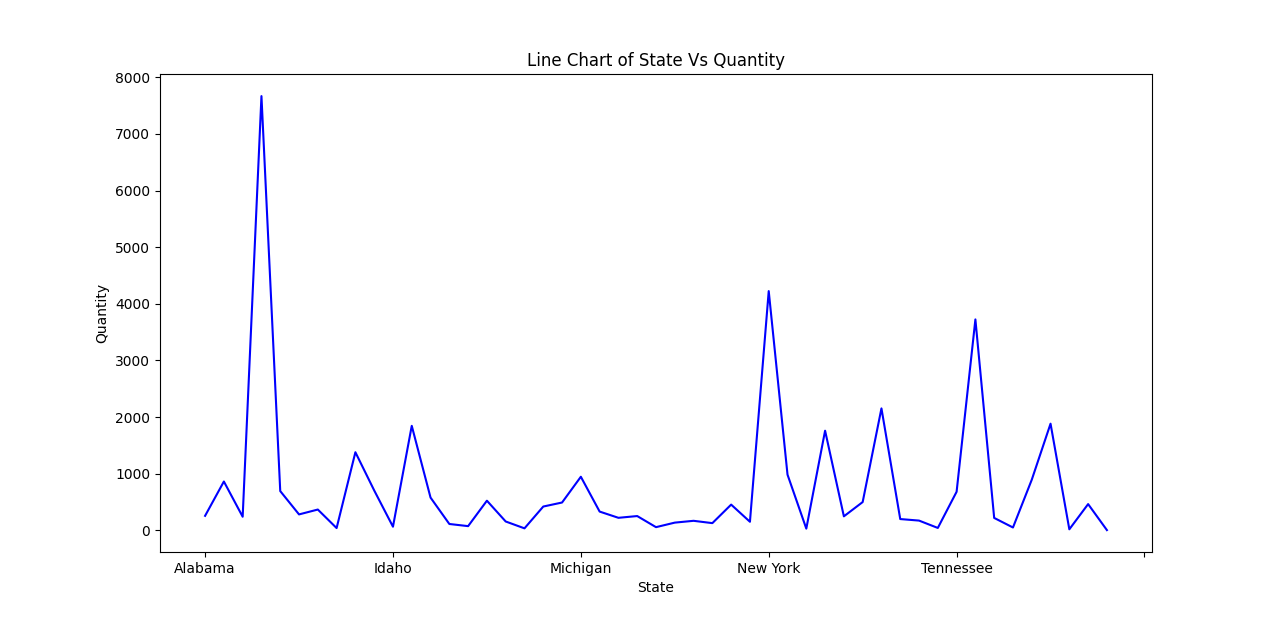 Line Chart of State Vs Quantity
8000
7000
6000
5000
4000
3000
2000
1000
0
Quantity
Alabama Idaho Michigan New York Tennessee
State